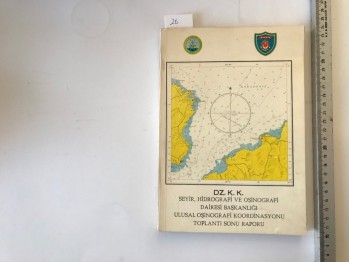 26
DZ. K. K.
SEYİR, HİDROGRAFİ VE OŞİNOGRAFİ
DAİRESİ BAŞKANLIĞI
ULUSAL OŞİNOGRAFİ KOORDİNASYONU
TOPLANTI SONU RAPORU